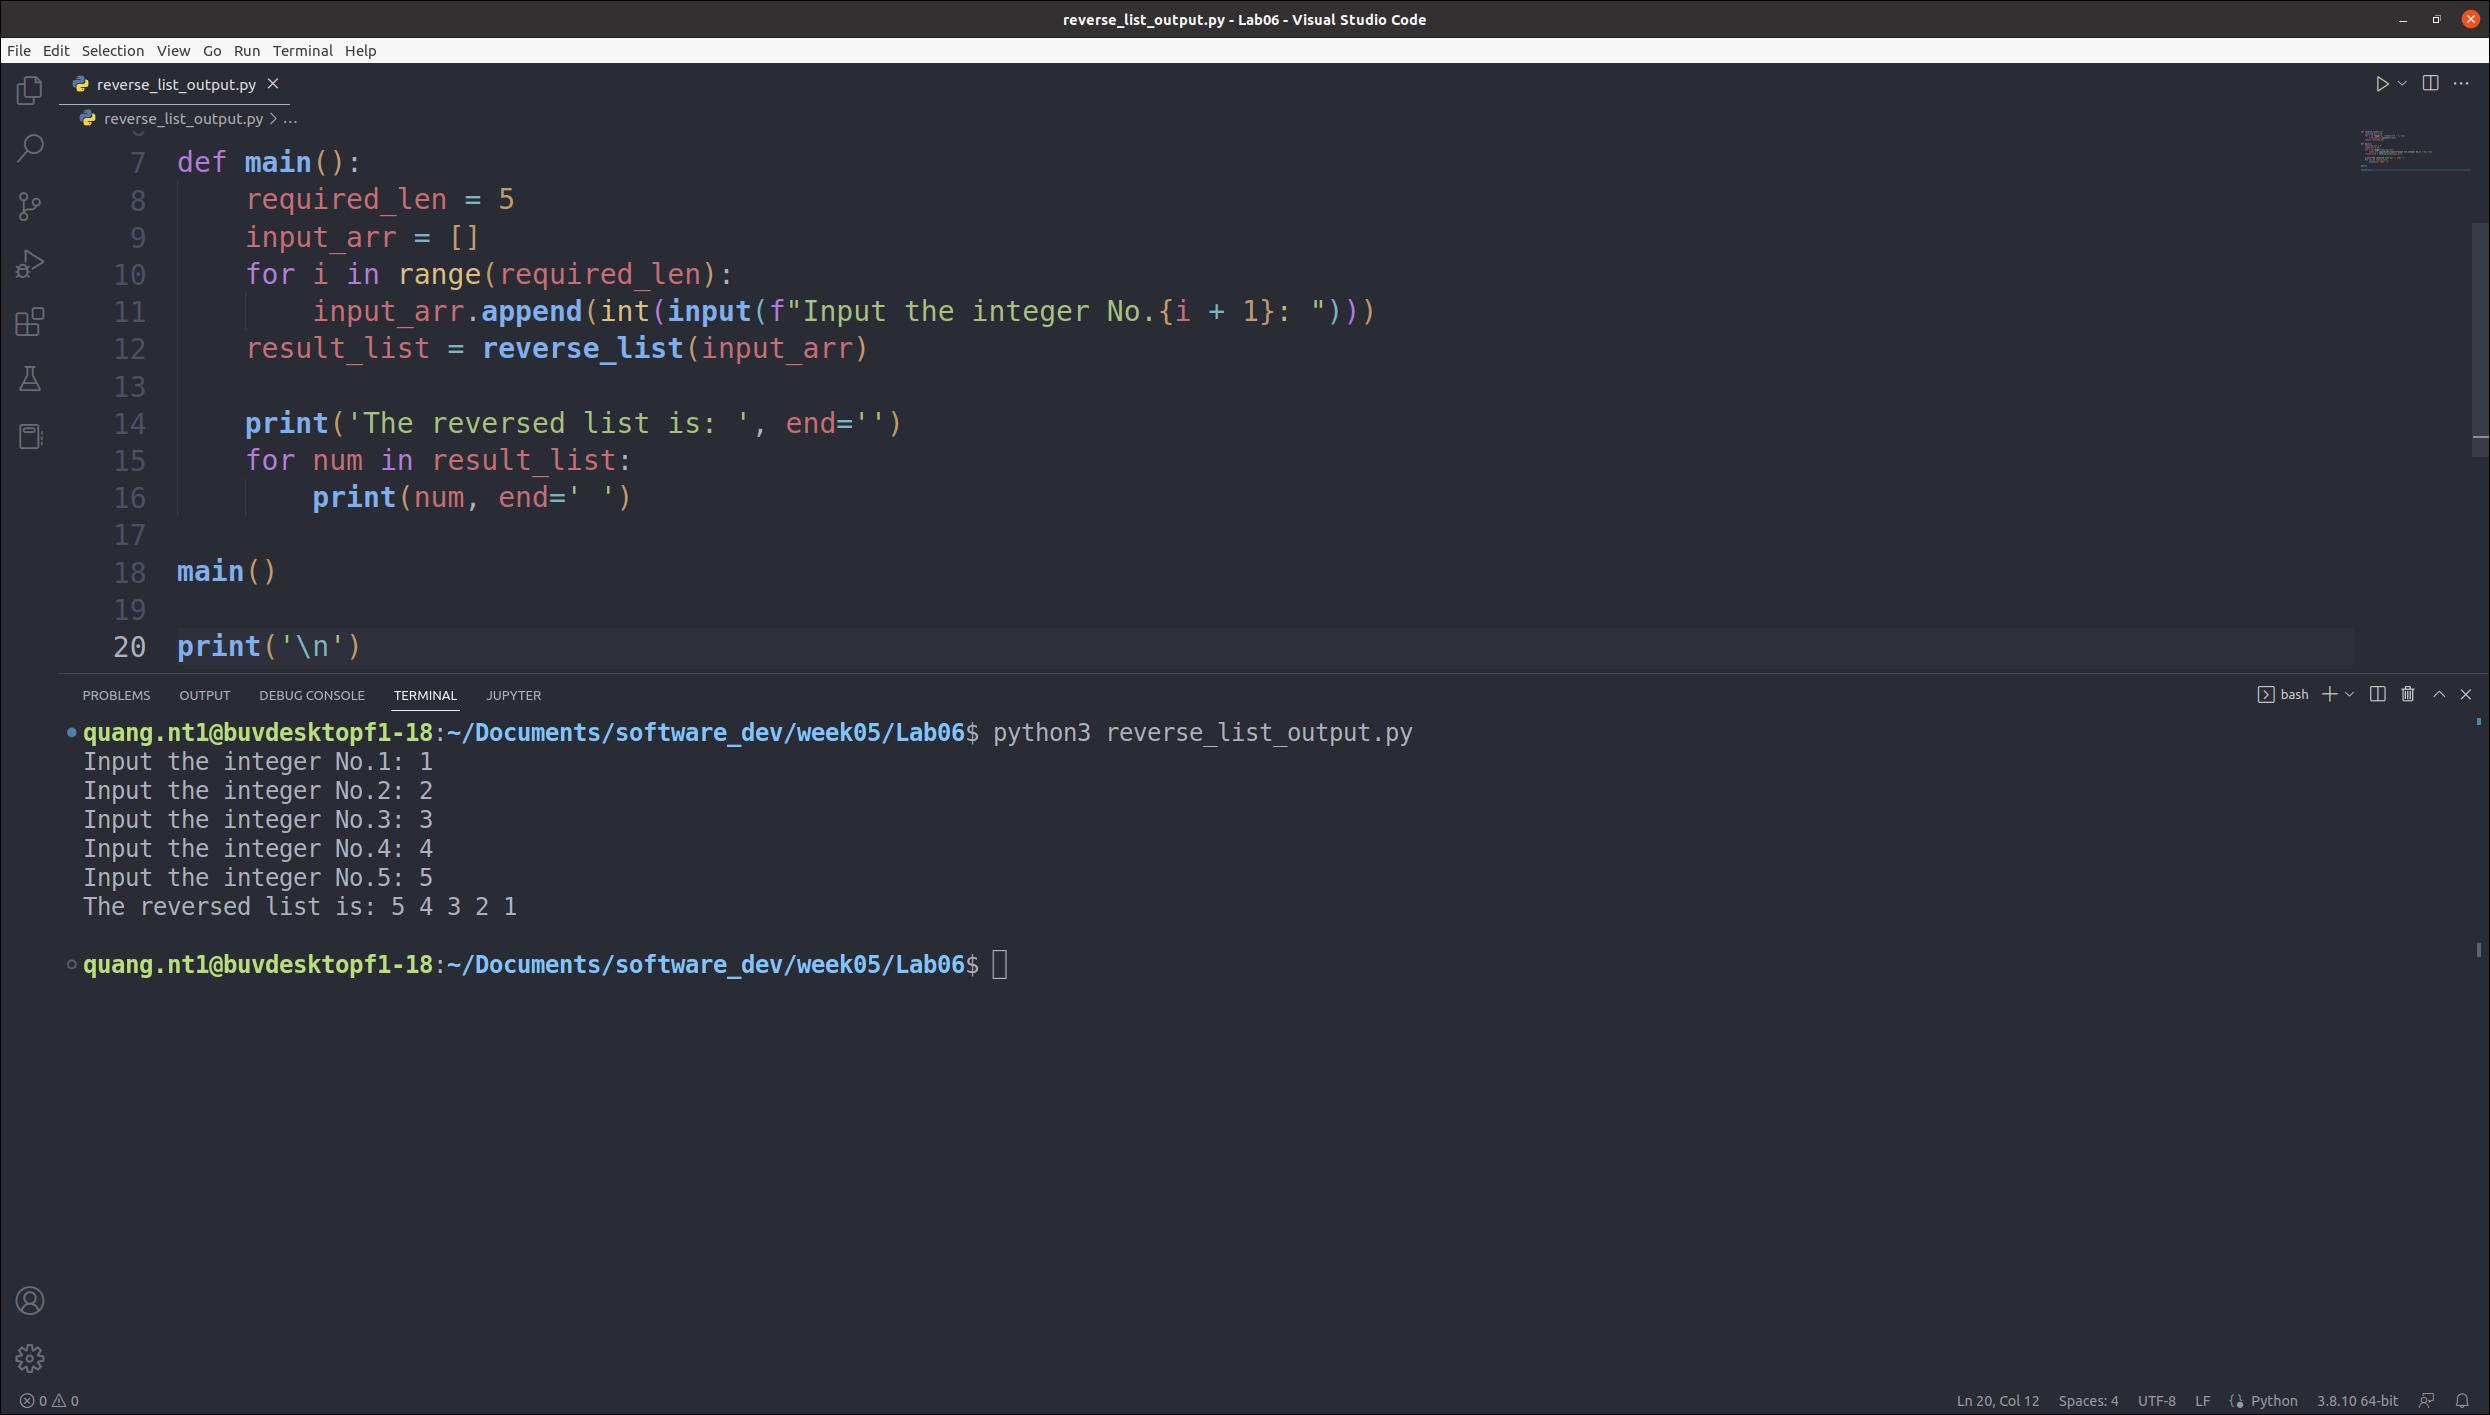 reverse_list_output.py - Lab06 - Visual Studio Code
File Edit Selection View Go Run Terminal Help
reverse_list_output.py
reverse_list_output.py > ...
7 def main():
8     required_len = 5
9     input_arr = []
10     for i in range(required_len):
11         input_arr.append(int(input(f"Input the integer No.{i + 1}: ")))
12     result_list = reverse_list(input_arr)
13
14     print('The reversed list is: ', end='')
15     for num in result_list:
16         print(num, end=' ')
17
18 main()
19
20 print('\n')
PROBLEMS OUTPUT DEBUG CONSOLE TERMINAL JUPYTER bash
quang.nt1@buvdesktopf1-18:~/Documents/software_dev/week05/Lab06$ python3 reverse_list_output.py
Input the integer No.1: 1
Input the integer No.2: 2
Input the integer No.3: 3
Input the integer No.4: 4
Input the integer No.5: 5
The reversed list is: 5 4 3 2 1
quang.nt1@buvdesktopf1-18:~/Documents/software_dev/week05/Lab06$
0 0 Ln 20, Col 12 Spaces: 4 UTF-8 LF Python 3.8.10 64-bit